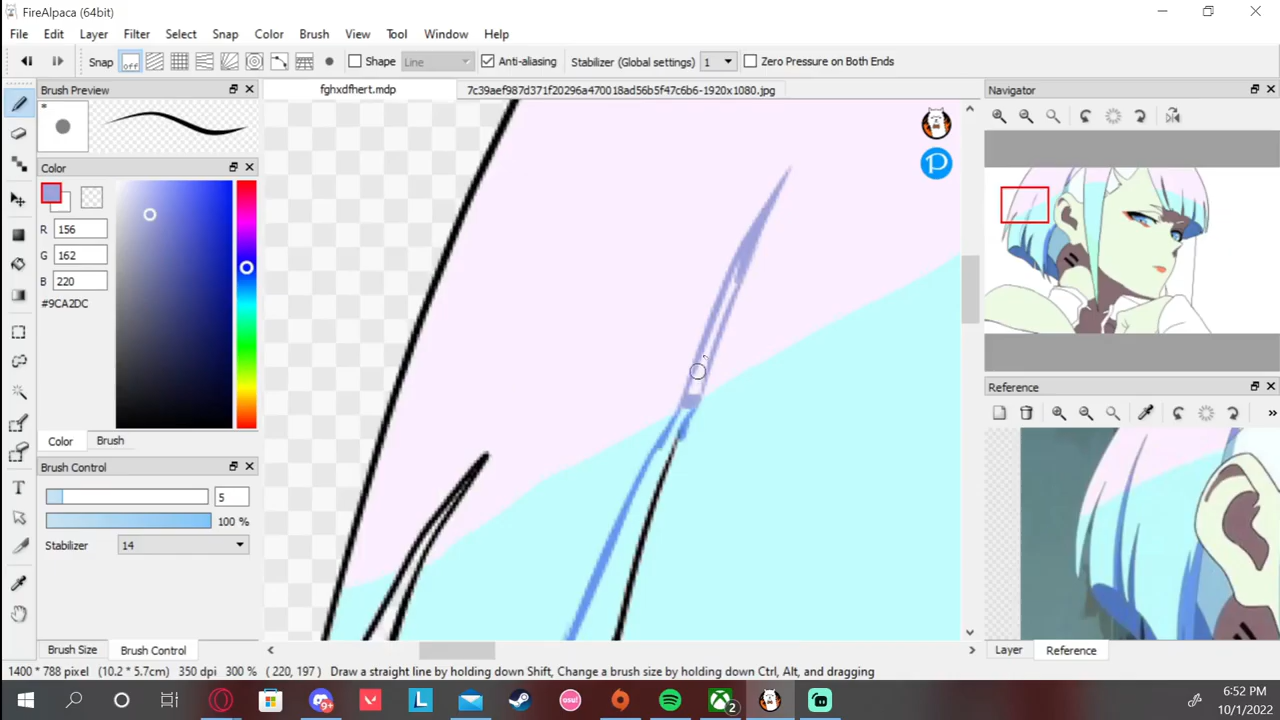 FireAlpaca (64bit)
File Edit Layer Filter Select Snap Color Brush View Tool Window Help
Snap off Shape Line Anti-aliasing Stabilizer (Global settings) 1 Zero Pressure on Both Ends
Brush Preview
fghxdfhert.mdp
7c39aef987d371f20296a470018ad56b5f47c6b6-1920x1080.jpg
Navigator
*
Color
R 156
G 162
B 220
#9CA2DC
Color Brush
Brush Control
5
100 %
Stabilizer 14
Brush Size Brush Control
P
Reference
»
Layer Reference
1400 * 788 pixel (10.2 * 5.7cm) 350 dpi 300 % ( 220, 197 ) Draw a straight line by holding down Shift, Change a brush size by holding down Ctrl, Alt, and dragging
9+
L
osu!
2
6:52 PM
10/1/2022